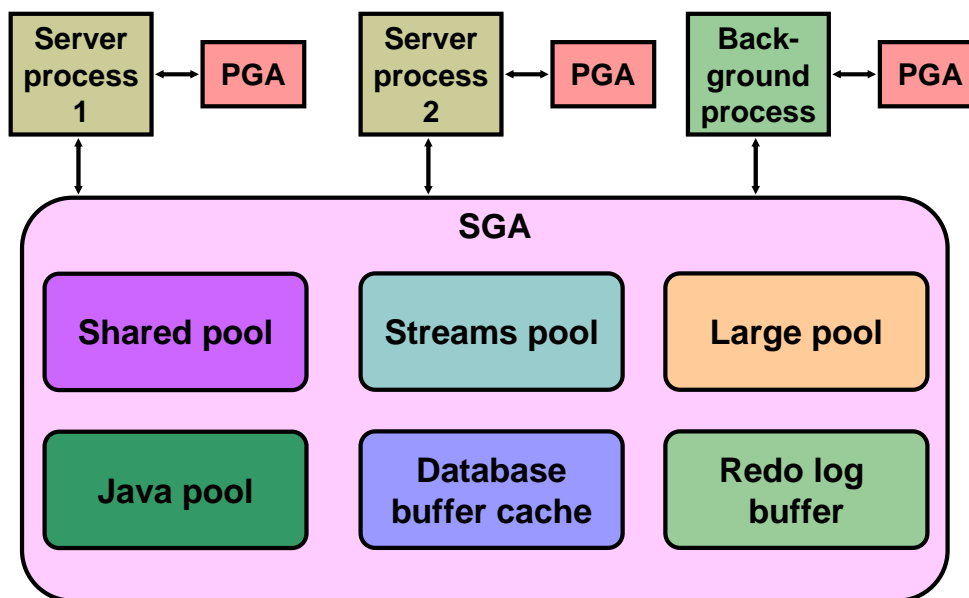 Server
process
1
PGA
Server
process
2
PGA
Back-
ground
process
PGA
SGA
Shared pool
Streams pool
Large pool
Java pool
Database
buffer cache
Redo log
buffer